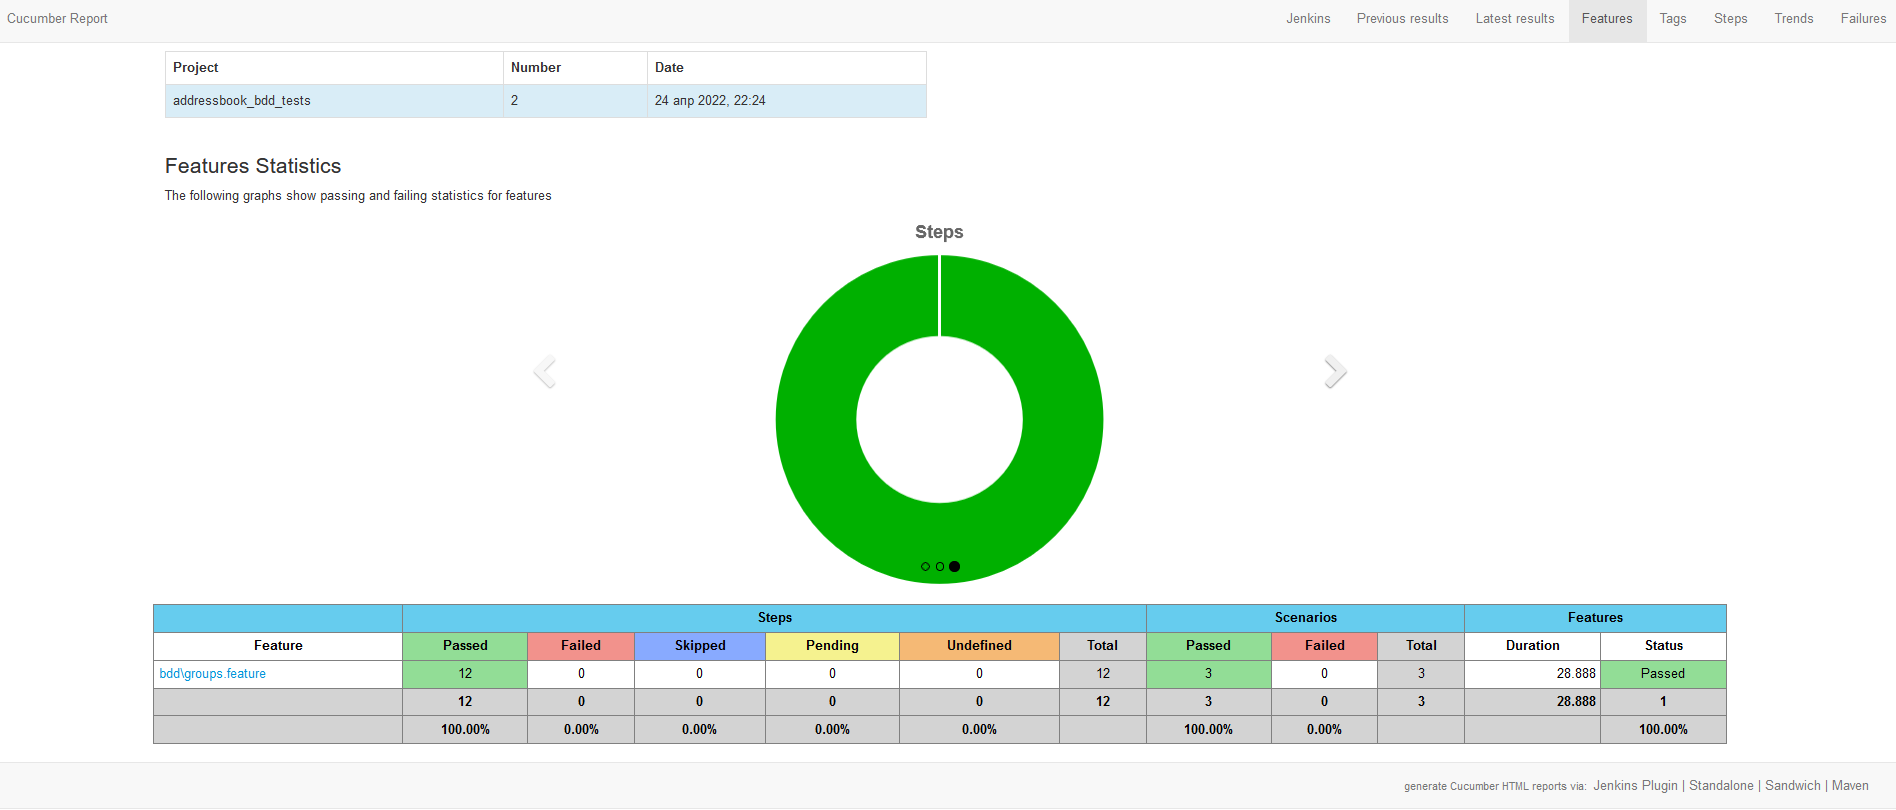 Cucumber Report Jenkins Previous results Latest results Features Tags Steps Trends Failures
Project Number Date
addressbook_bdd_tests 2 24 апр 2022, 22:24
Features Statistics
The following graphs show passing and failing statistics for features
Steps
Steps Scenarios Features
Feature Passed Failed Skipped Pending Undefined Total Passed Failed Total Duration Status
bdd\groups.feature 12 0 0 0 0 12 3 0 3 28.888 Passed
12 0 0 0 0 12 3 0 3 28.888 1
100.00% 0.00% 0.00% 0.00% 0.00% 100.00% 0.00% 100.00%
generate Cucumber HTML reports via: Jenkins Plugin | Standalone | Sandwich | Maven